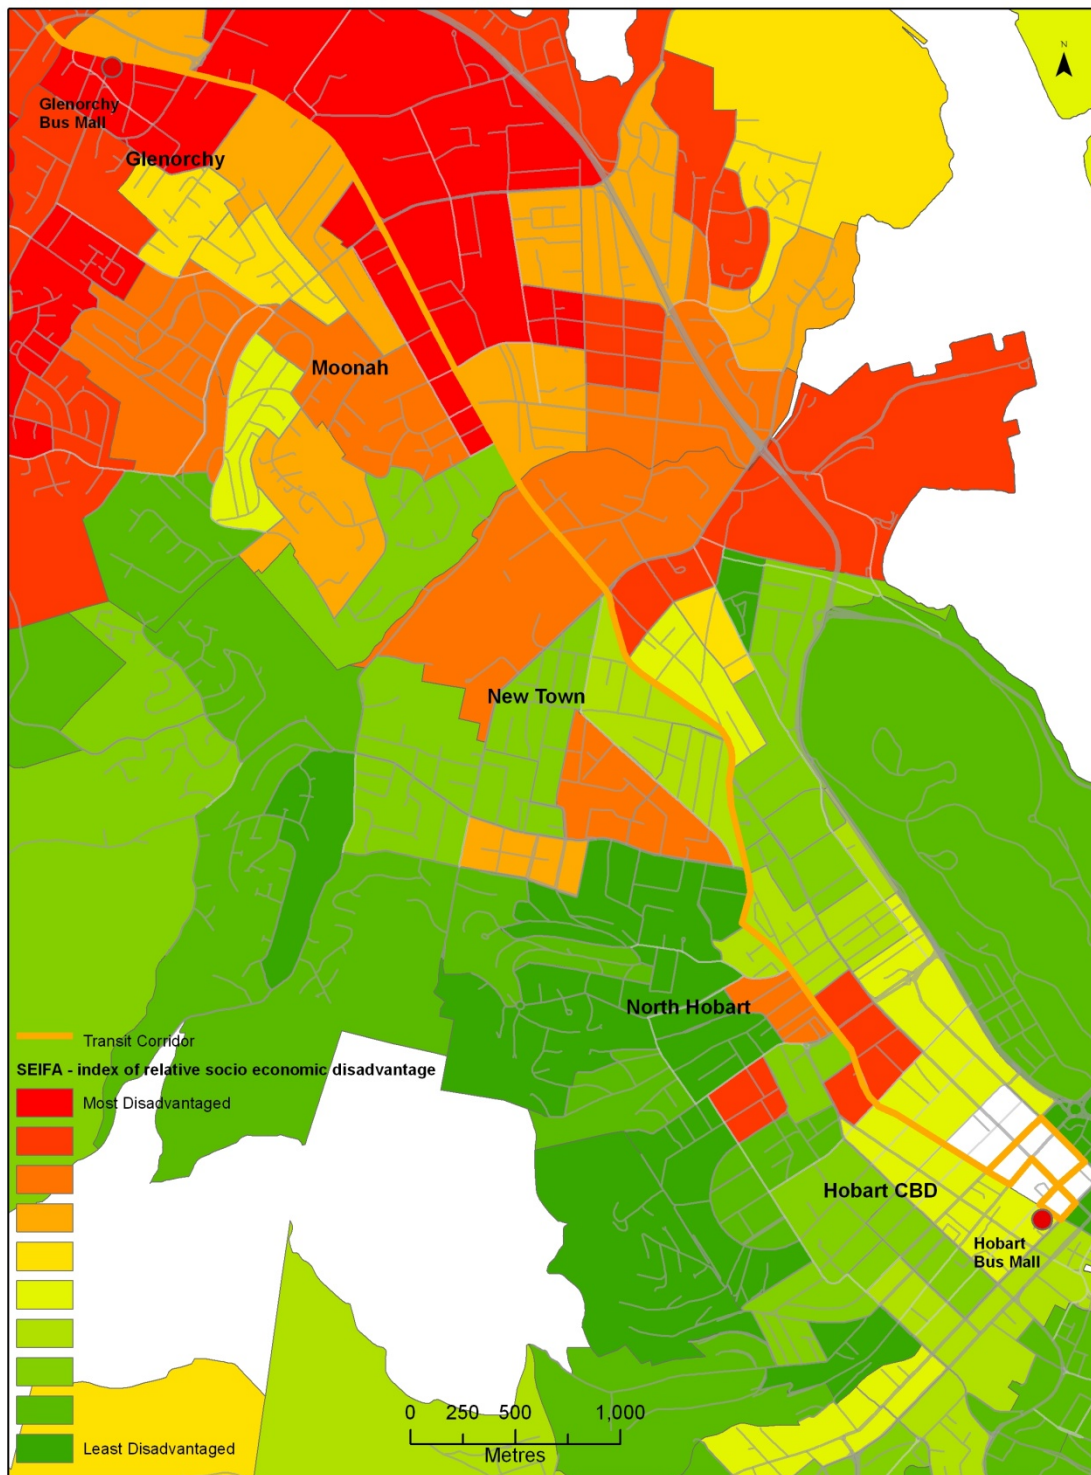 N
Glenorchy
Bus Mall
Glenorchy
Moonah
New Town
North Hobart
Transit Corridor
SEIFA - index of relative socio economic disadvantage
Most Disadvantaged
Hobart CBD
Hobart
Bus Mall
Least Disadvantaged
0 250 500 1,000
Metres